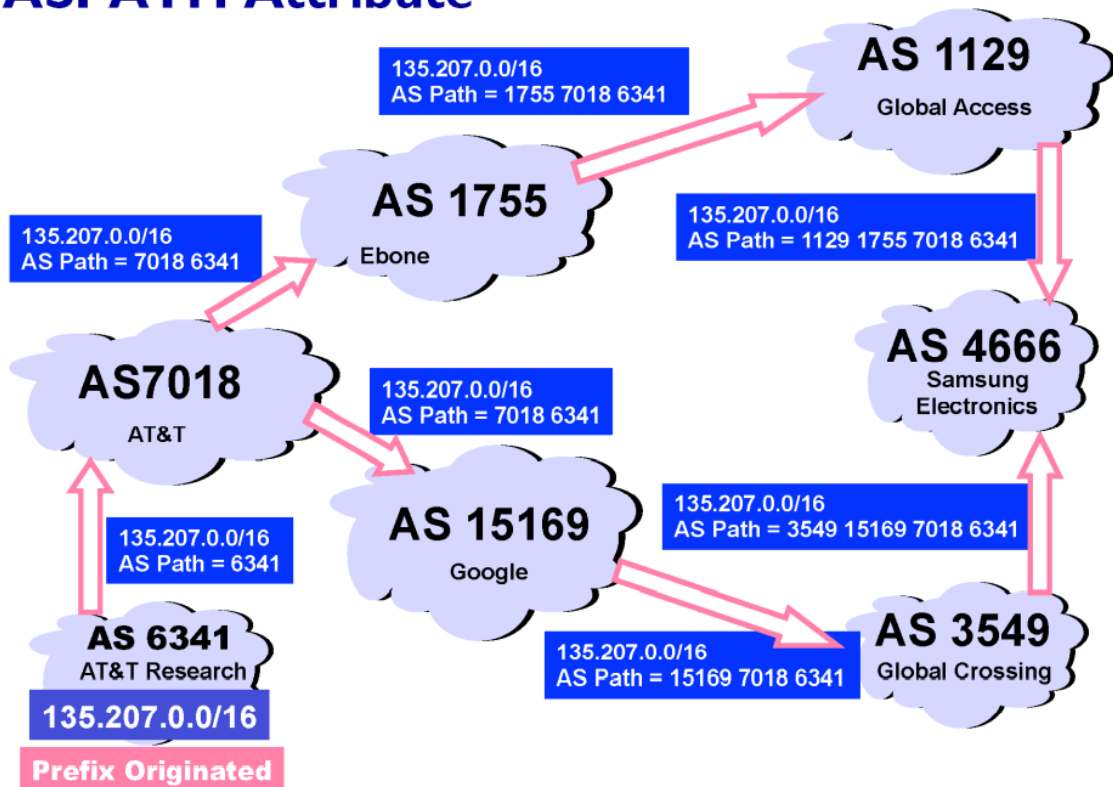 ASPATH Attribute
135.207.0.0/16
AS Path = 1755 7018 6341
AS 1129
Global Access
AS 1755
Ebone
135.207.0.0/16
AS Path = 7018 6341
135.207.0.0/16
AS Path = 1129 1755 7018 6341
AS7018
AT&T
135.207.0.0/16
AS Path = 7018 6341
AS 4666
Samsung
Electronics
135.207.0.0/16
AS Path = 6341
AS 15169
Google
135.207.0.0/16
AS Path = 3549 15169 7018 6341
AS 6341
AT&T Research
135.207.0.0/16
Prefix Originated
135.207.0.0/16
AS Path = 15169 7018 6341
AS 3549
Global Crossing